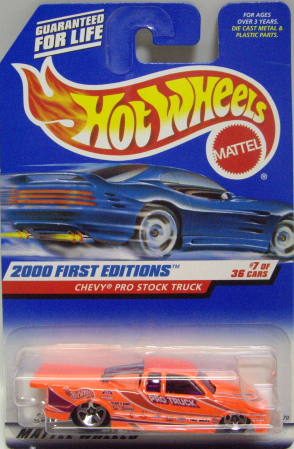 GUARANTEED
FOR LIFE
FOR AGES
OVER 3 YEARS.
DIE CAST METAL &
PLASTIC PARTS.
HOT WHEELS
MATTEL
2000 FIRST EDITIONS™
#7 OF
36 CARS
CHEVY® PRO STOCK TRUCK
PRO TRUCK